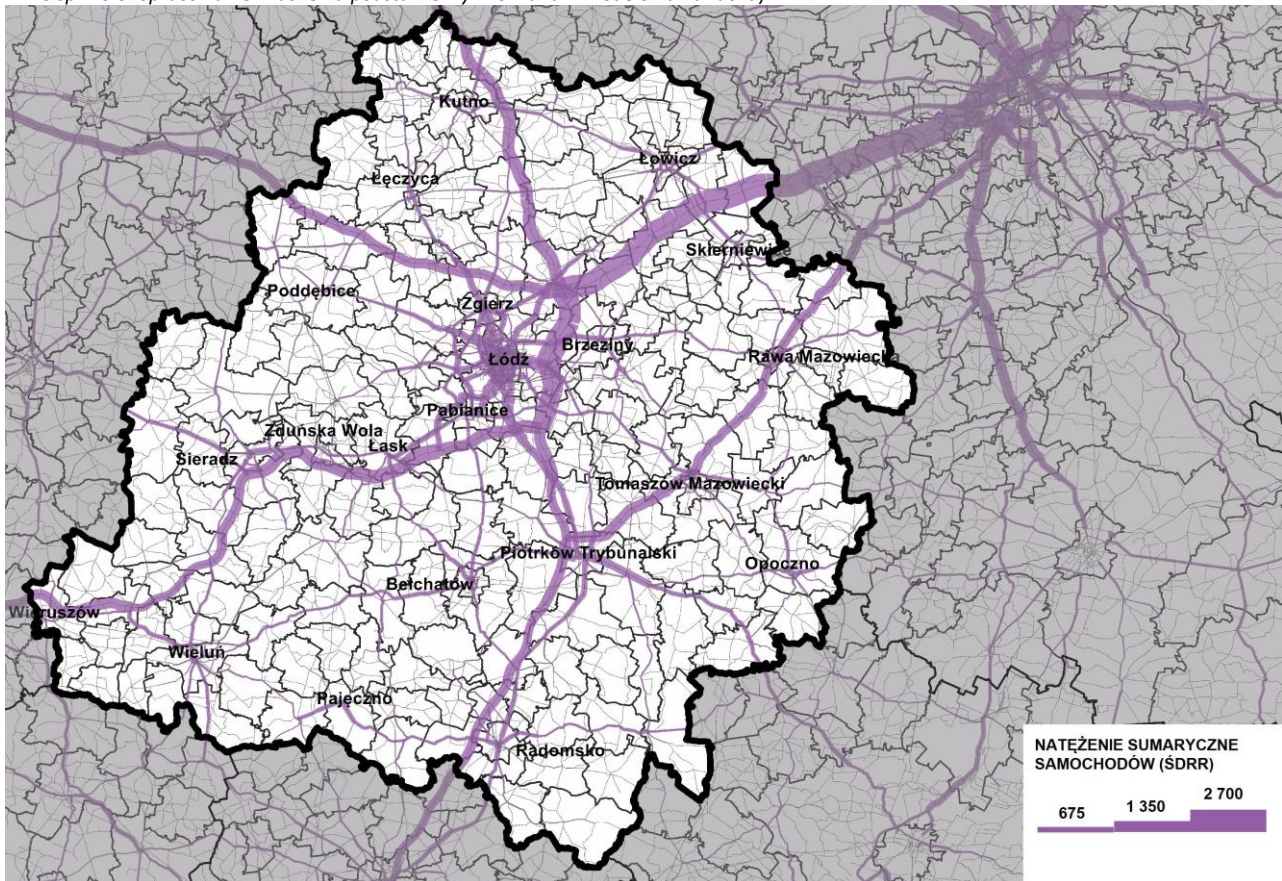 Kutno
Łowicz
Łęczyca
Skierniewice
Poddębice
Zgierz
Brzeziny
Łódź
Rawa Mazowiecka
Pabianice
Zduńska Wola
Łask
Sieradz
Tomaszów Mazowiecki
Piotrków Trybunalski
Opoczno
Bełchatów
Wieruszów
Wieluń
Pajęczno
Radomsko
NATĘŻENIE SUMARYCZNE
SAMOCHODÓW (ŚDRR)
675
1 350
2 700